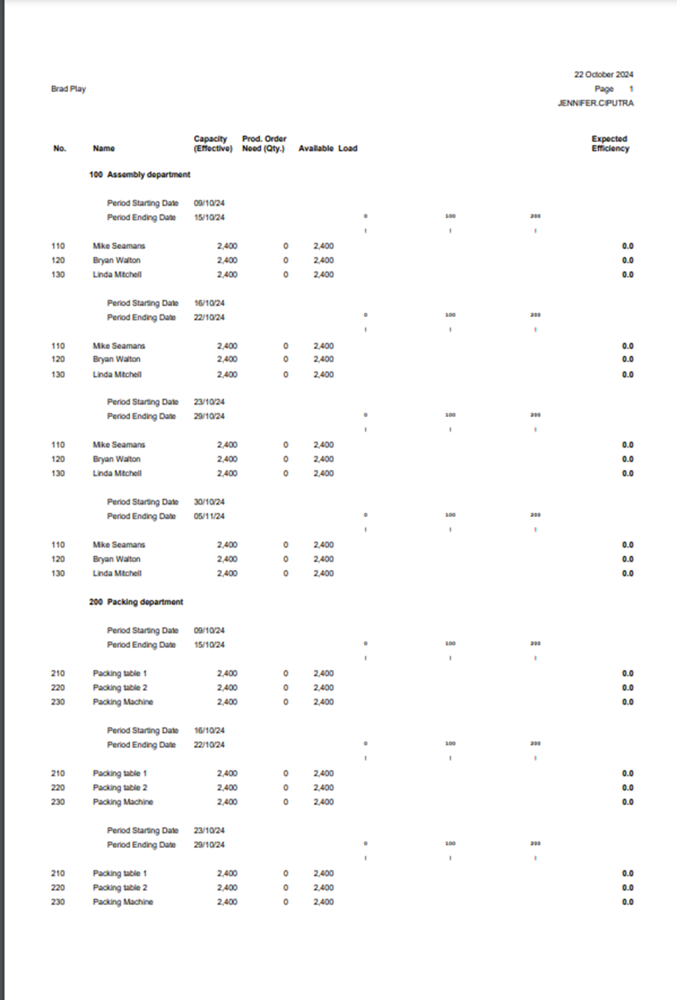 22 October 2024
Brad Play Page 1
JENNIFER.CIPUTRA
Capacity Prod. Order Expected
No. Name (Effective) Need (Qty.) Available Load Efficiency
100 Assembly department
Period Starting Date 09/10/24
Period Ending Date 15/10/24 0 100 200
110 Mike Seamans 2,400 0 2,400 0.0
120 Bryan Walton 2,400 0 2,400 0.0
130 Linda Mitchell 2,400 0 2,400 0.0
Period Starting Date 16/10/24
Period Ending Date 22/10/24 0 100 200
110 Mike Seamans 2,400 0 2,400 0.0
120 Bryan Walton 2,400 0 2,400 0.0
130 Linda Mitchell 2,400 0 2,400 0.0
Period Starting Date 23/10/24
Period Ending Date 29/10/24 0 100 200
110 Mike Seamans 2,400 0 2,400 0.0
120 Bryan Walton 2,400 0 2,400 0.0
130 Linda Mitchell 2,400 0 2,400 0.0
Period Starting Date 30/10/24
Period Ending Date 05/11/24 0 100 200
110 Mike Seamans 2,400 0 2,400 0.0
120 Bryan Walton 2,400 0 2,400 0.0
130 Linda Mitchell 2,400 0 2,400 0.0
200 Packing department
Period Starting Date 09/10/24
Period Ending Date 15/10/24 0 100 200
210 Packing table 1 2,400 0 2,400 0.0
220 Packing table 2 2,400 0 2,400 0.0
230 Packing Machine 2,400 0 2,400 0.0
Period Starting Date 16/10/24
Period Ending Date 22/10/24 0 100 200
210 Packing table 1 2,400 0 2,400 0.0
220 Packing table 2 2,400 0 2,400 0.0
230 Packing Machine 2,400 0 2,400 0.0
Period Starting Date 23/10/24
Period Ending Date 29/10/24 0 100 200
210 Packing table 1 2,400 0 2,400 0.0
220 Packing table 2 2,400 0 2,400 0.0
230 Packing Machine 2,400 0 2,400 0.0